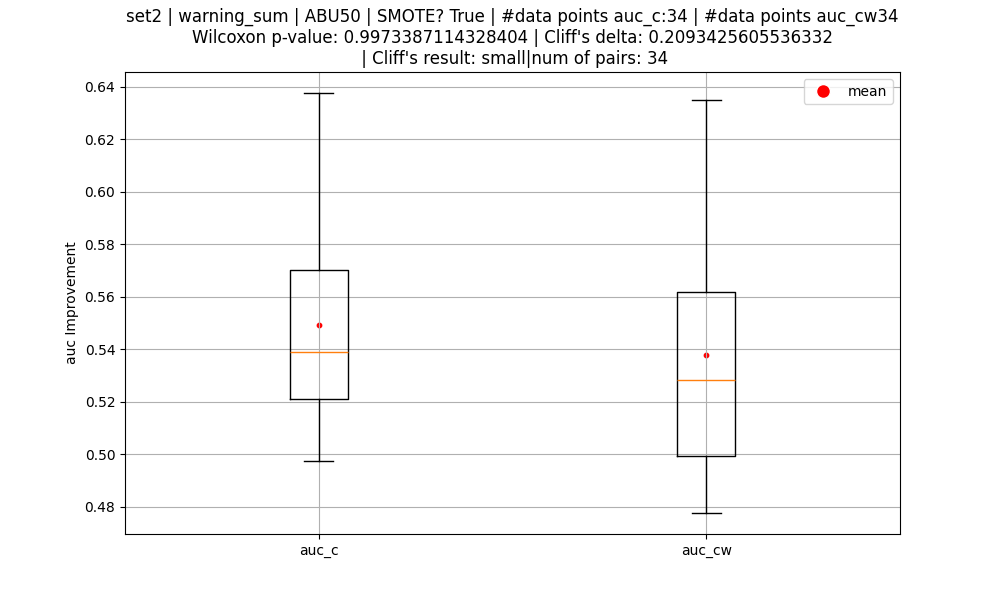 set2 | warning_sum | ABU50 | SMOTE? True | #data points auc_c:34 | #data points auc_cw34
Wilcoxon p-value: 0.9973387114328404 | Cliff's delta: 0.2093425605536332
| Cliff's result: small|num of pairs: 34
mean
auc Improvement
0.64
0.62
0.60
0.58
0.56
0.54
0.52
0.50
0.48
auc_c
auc_cw